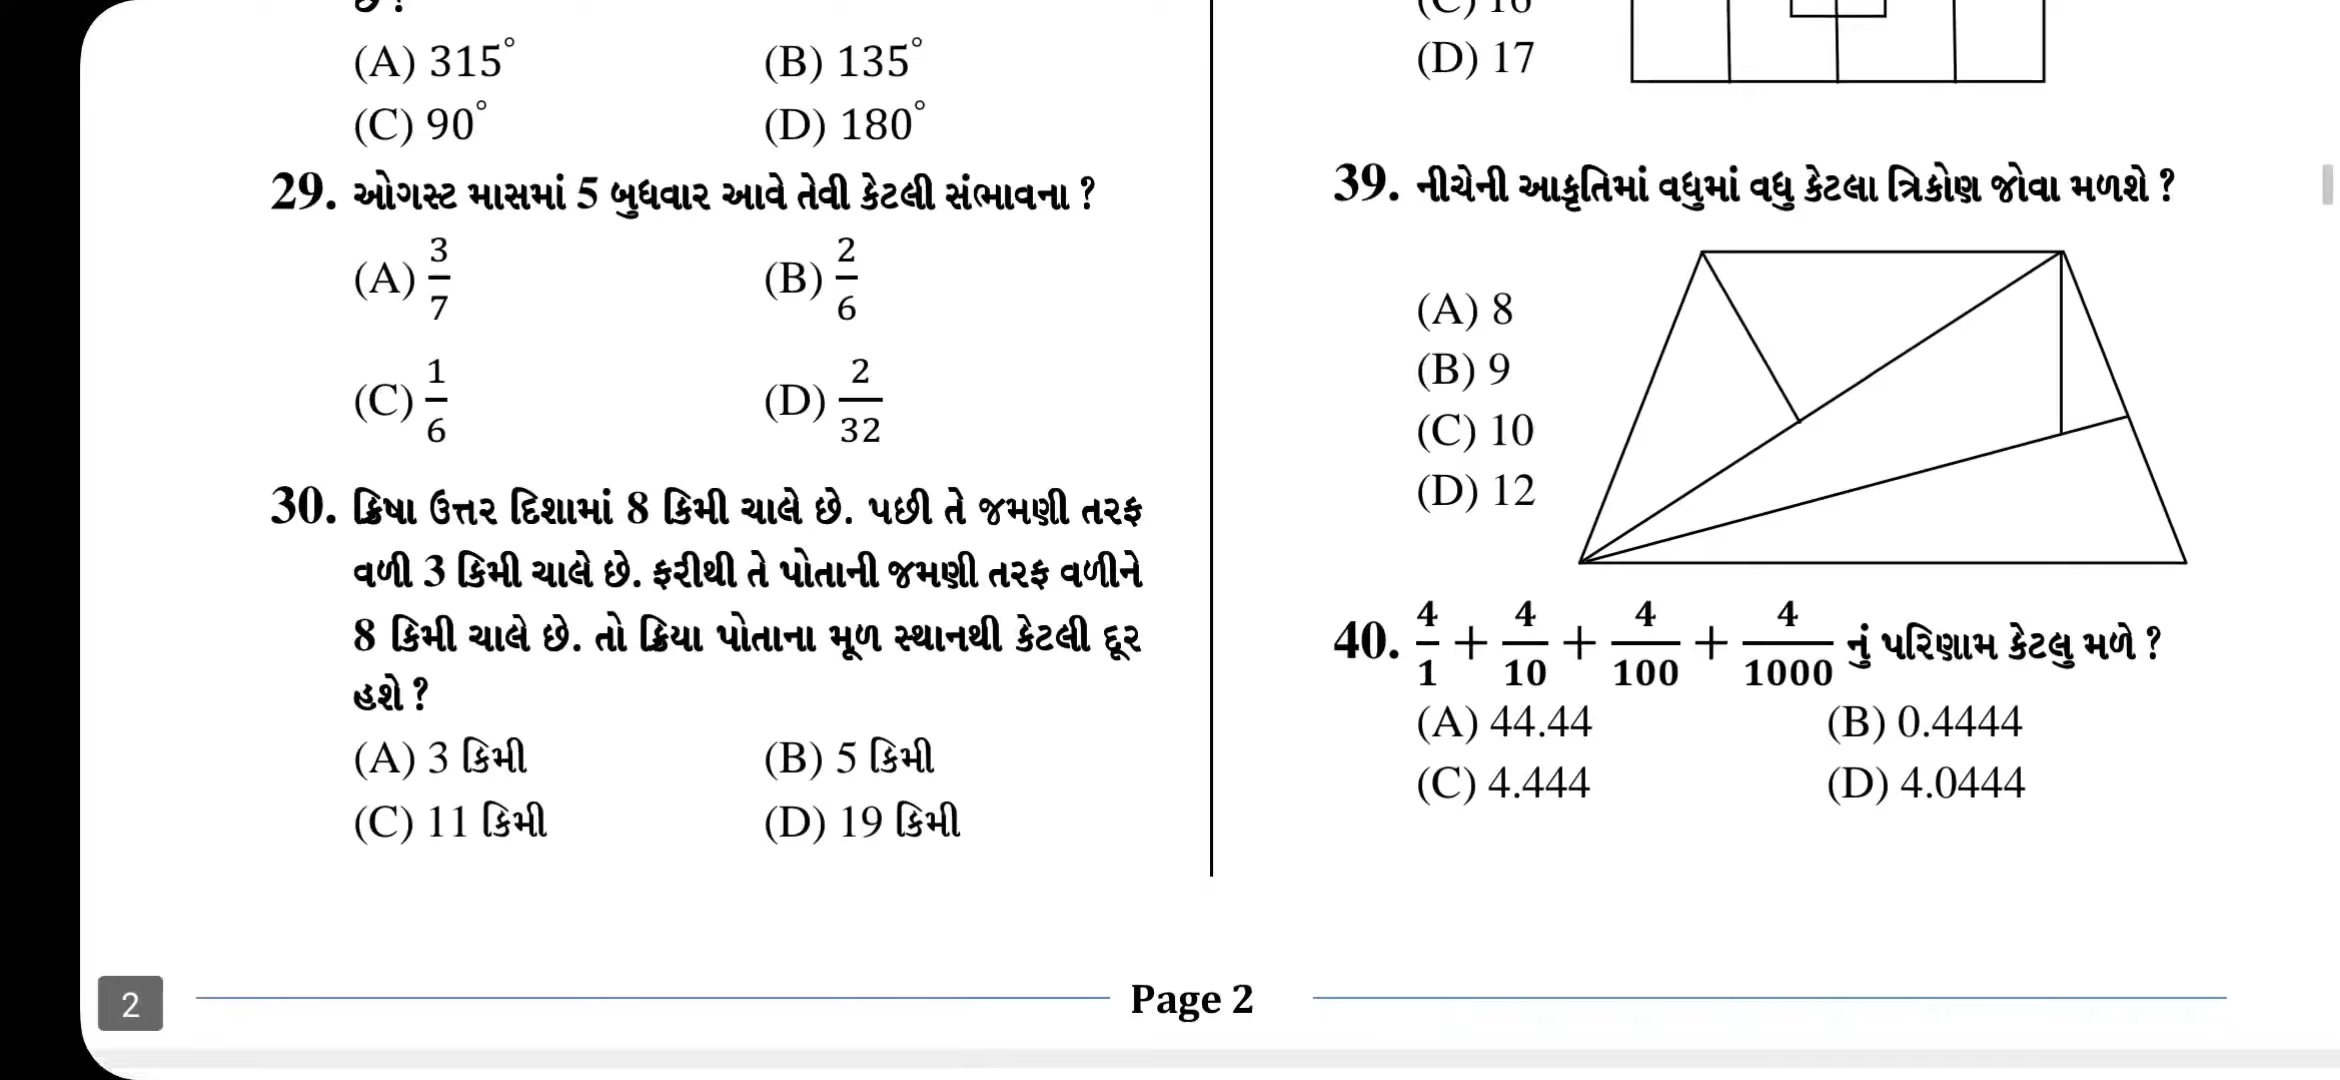 (A) 315°
(B) 135°
(C) 90°
(D) 180°
29. ઓગસ્ટ માસમાં 5 બુધવાર આવે તેવી કેટલી સંભાવના ?
(A) 3/7
(B) 2/6
(C) 1/6
(D) 2/32
30. ક્રિષા ઉત્તર દિશામાં 8 કિમી ચાલે છે. પછી તે જમણી તરફ
વળી 3 કિમી ચાલે છે. ફરીથી તે પોતાની જમણી તરફ વળીને
8 કિમી ચાલે છે. તો ક્રિયા પોતાના મૂળ સ્થાનથી કેટલી દૂર
હશે ?
(A) 3 કિમી
(B) 5 કિમી
(C) 11 કિમી
(D) 19 કિમી
(C) 16
(D) 17
39. નીચેની આકૃતિમાં વધુમાં વધુ કેટલા ત્રિકોણ જોવા મળશે ?
(A) 8
(B) 9
(C) 10
(D) 12
40. 4/1 + 4/10 + 4/100 + 4/1000 નું પરિણામ કેટલુ મળે ?
(A) 44.44
(B) 0.4444
(C) 4.444
(D) 4.0444
2
Page 2